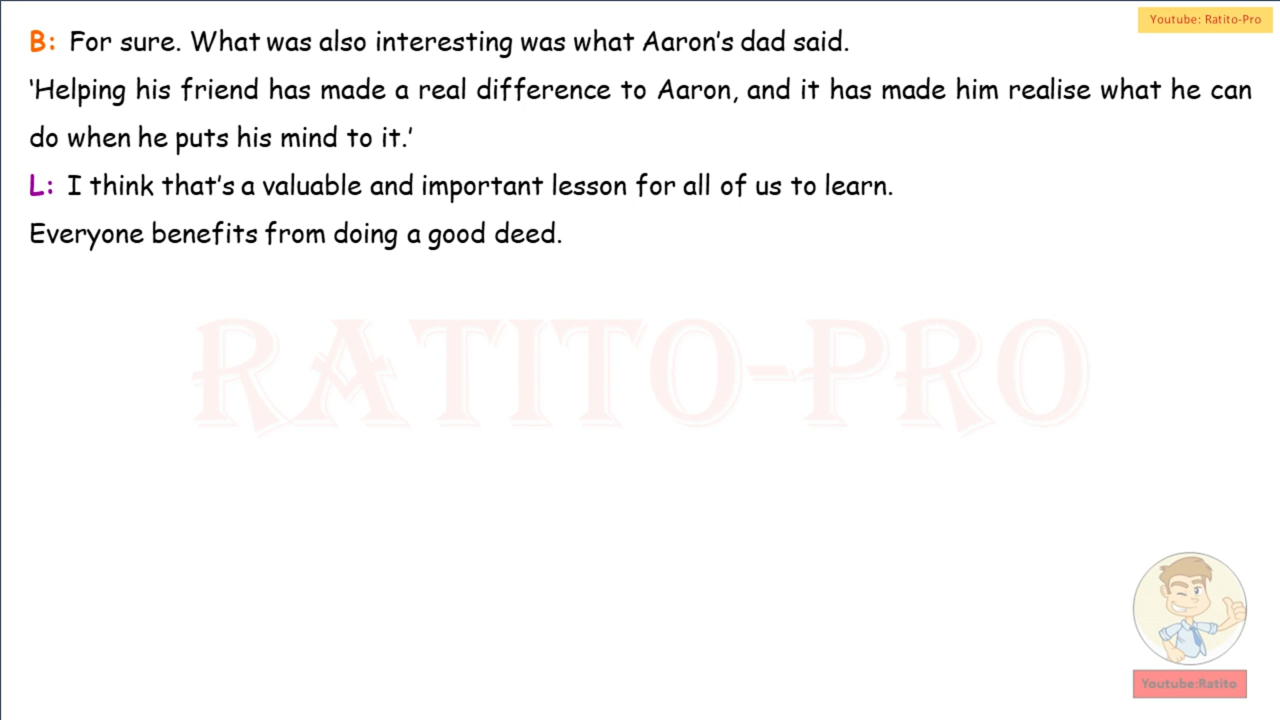 Youtube: Ratito-Pro
B: For sure. What was also interesting was what Aaron’s dad said.
‘Helping his friend has made a real difference to Aaron, and it has made him realise what he can
do when he puts his mind to it.’
L: I think that’s a valuable and important lesson for all of us to learn.
Everyone benefits from doing a good deed.
RATITO-PRO
Youtube:Ratito